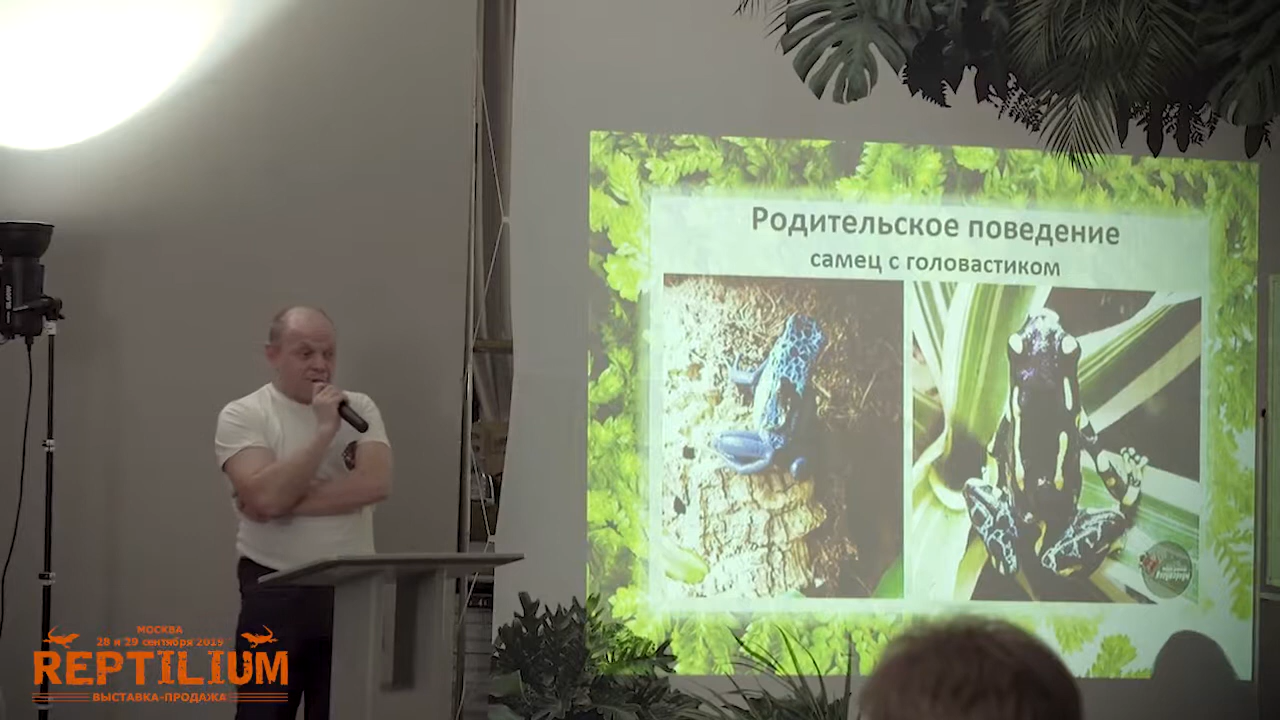 Родительское поведение
самец с головастиком
МОСКВА
28 и 29 сентября 2019
REPTILIUM
ВЫСТАВКА-ПРОДАЖА